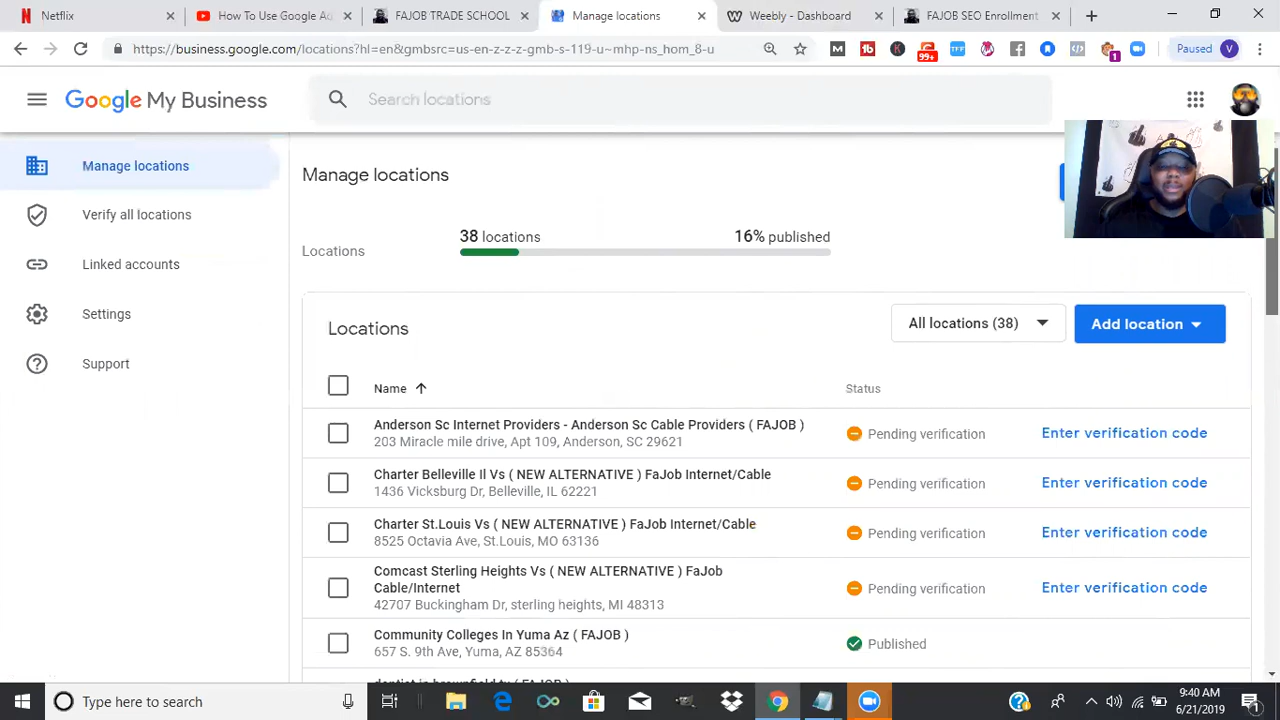 Netflix
How To Use Google Ad
FAJOB TRADE SCHOOL
Manage locations
Weebly - Dashboard
FAJOB SEO Enrollment
https://business.google.com/locations?hl=en&gmbsrc=us-en-z-z-z-gmb-s-119-u~mhp-ns_hom_8-u
99+
1
Paused
V
Google My Business
Search locations
Manage locations
Verify all locations
Linked accounts
Settings
Support
Manage locations
Locations
38 locations
16% published
Locations
All locations (38)
Add location
Name
Status
Anderson Sc Internet Providers - Anderson Sc Cable Providers ( FAJOB )
203 Miracle mile drive, Apt 109, Anderson, SC 29621
Pending verification
Enter verification code
Charter Belleville Il Vs ( NEW ALTERNATIVE ) FaJob Internet/Cable
1436 Vicksburg Dr, Belleville, IL 62221
Pending verification
Enter verification code
Charter St.Louis Vs ( NEW ALTERNATIVE ) FaJob Internet/Cable
8525 Octavia Ave, St.Louis, MO 63136
Pending verification
Enter verification code
Comcast Sterling Heights Vs ( NEW ALTERNATIVE ) FaJob
Cable/Internet
42707 Buckingham Dr, sterling heights, MI 48313
Pending verification
Enter verification code
Community Colleges In Yuma Az ( FAJOB )
657 S. 9th Ave, Yuma, AZ 85364
Published
Type here to search
9:40 AM
6/21/2019